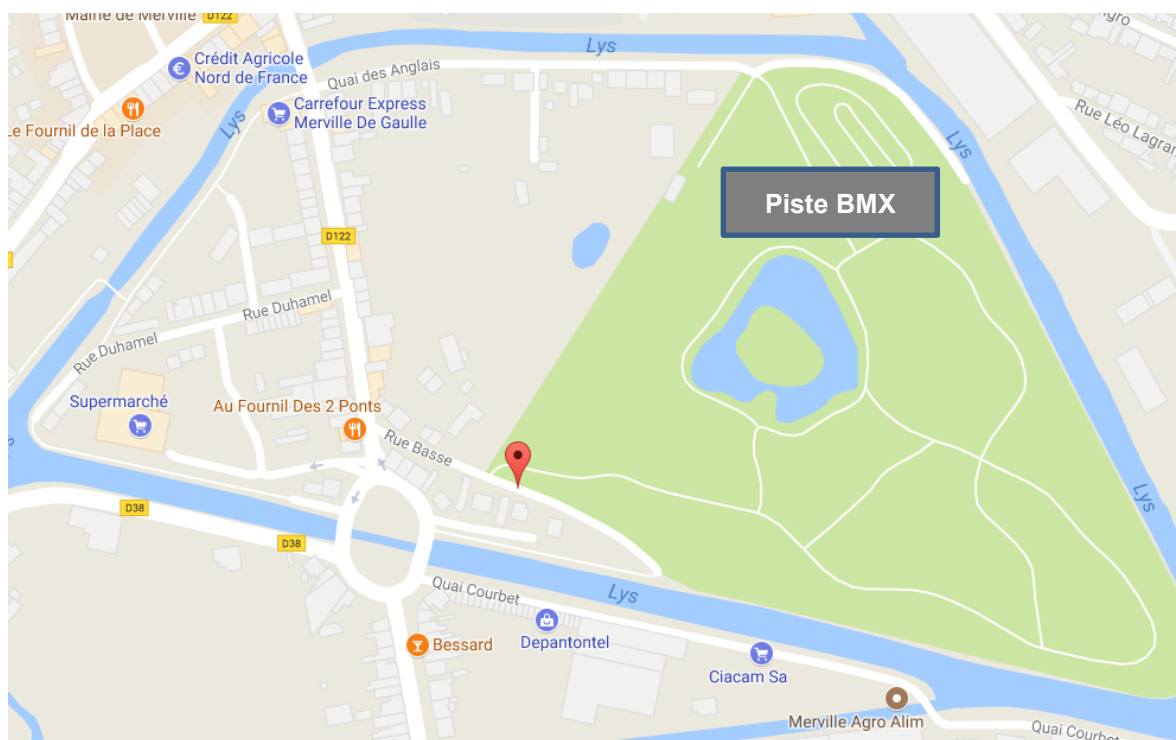 Mairie de Merville
D122
Crédit Agricole
Nord de France
Le Fournil de la Place
Lys
Quai des Anglais
Carrefour Express
Merville De Gaulle
Lys
Lys
Rue Léo Lagran
Piste BMX
D122
Rue Duhamel
Rue Duhamel
Supermarché
Au Fournil Des 2 Ponts
Rue Basse
Lys
D38
D38
Quai Courbet
Lys
Depantontel
Bessard
Ciacam Sa
Merville Agro Alim
Quai Courbet